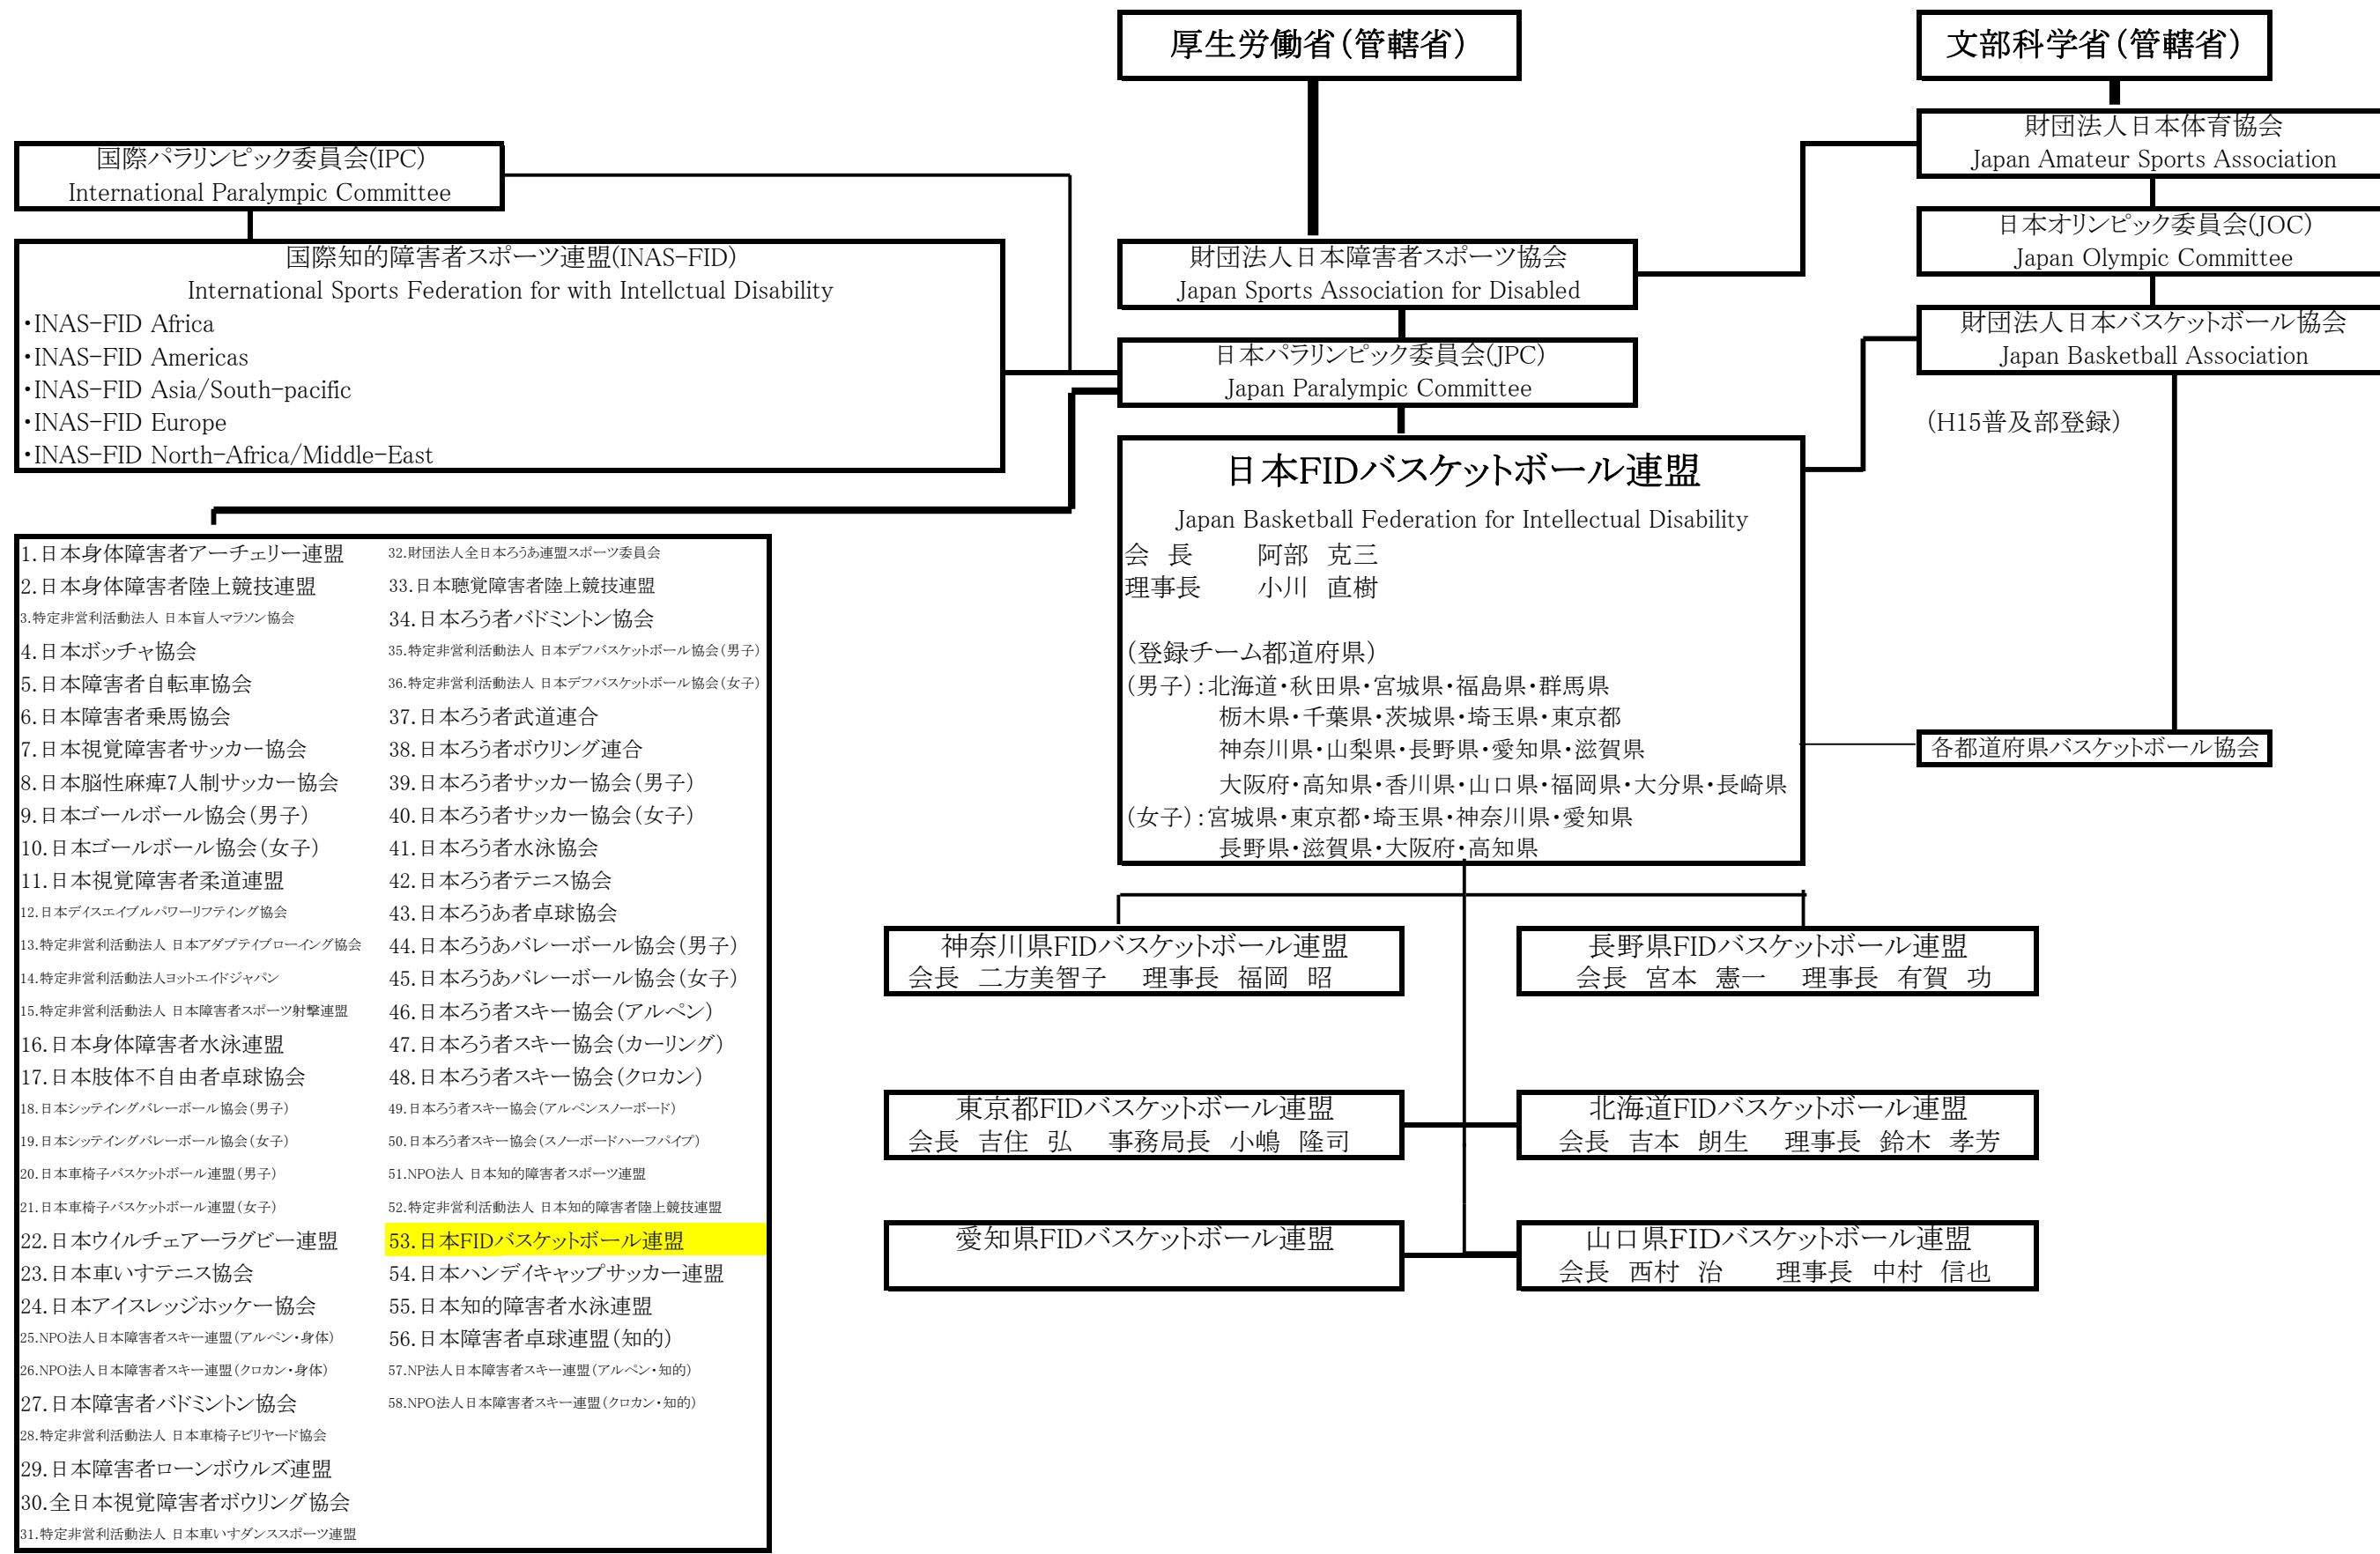 厚生労働省（管轄省）
文部科学省（管轄省）
財団法人日本体育協会
Japan Amateur Sports Association
国際パラリンピック委員会(IPC)
International Paralympic Committee
日本オリンピック委員会(JOC)
Japan Olympic Committee
国際知的障害者スポーツ連盟(INAS-FID)
International Sports Federation for with Intellctual Disability
・INAS-FID Africa
・INAS-FID Americas
・INAS-FID Asia/South-pacific
・INAS-FID Europe
・INAS-FID North-Africa/Middle-East
財団法人日本障害者スポーツ協会
Japan Sports Association for Disabled
財団法人日本バスケットボール協会
Japan Basketball Association
日本パラリンピック委員会(JPC)
Japan Paralympic Committee
（H15普及部登録）
日本FIDバスケットボール連盟
Japan Basketball Federation for Intellectual Disability
会　長　　阿部　克三
理事長　　小川　直樹
（登録チーム都道府県）
（男子）：北海道・秋田県・宮城県・福島県・群馬県
栃木県・千葉県・茨城県・埼玉県・東京都
神奈川県・山梨県・長野県・愛知県・滋賀県
大阪府・高知県・香川県・山口県・福岡県・大分県・長崎県
（女子）：宮城県・東京都・埼玉県・神奈川県・愛知県
長野県・滋賀県・大阪府・高知県
各都道府県バスケットボール協会
1.日本身体障害者アーチェリー連盟
2.日本身体障害者陸上競技連盟
3.特定非営利活動法人 日本盲人マラソン協会
4.日本ボッチャ協会
5.日本障害者自転車協会
6.日本障害者乗馬協会
7.日本視覚障害者サッカー協会
8.日本脳性麻痺7人制サッカー協会
9.日本ゴールボール協会（男子）
10.日本ゴールボール協会（女子）
11.日本視覚障害者柔道連盟
12.日本デイスエイブルパワーリフテイング協会
13.特定非営利活動法人 日本アダプテイブローイング協会
14.特定非営利活動法人ヨットエイドジャパン
15.特定非営利活動法人 日本障害者スポーツ射撃連盟
16.日本身体障害者水泳連盟
17.日本肢体不自由者卓球協会
18.日本シッテイングバレーボール協会（男子）
19.日本シッテイングバレーボール協会（女子）
20.日本車椅子バスケットボール連盟（男子）
21.日本車椅子バスケットボール連盟（女子）
22.日本ウイルチェアーラグビー連盟
23.日本車いすテニス協会
24.日本アイスレッジホッケー協会
25.NPO法人日本障害者スキー連盟（アルペン・身体）
26.NPO法人日本障害者スキー連盟（クロカン・身体）
27.日本障害者バドミントン協会
28.特定非営利活動法人 日本車椅子ビリヤード協会
29.日本障害者ローンボウルズ連盟
30.全日本視覚障害者ボウリング協会
31.特定非営利活動法人 日本車いすダンススポーツ連盟
32.財団法人全日本ろうあ連盟スポーツ委員会
33.日本聴覚障害者陸上競技連盟
34.日本ろう者バドミントン協会
35.特定非営利活動法人 日本デフバスケットボール協会（男子）
36.特定非営利活動法人 日本デフバスケットボール協会（女子）
37.日本ろう者武道連合
38.日本ろう者ボウリング連合
39.日本ろう者サッカー協会（男子）
40.日本ろう者サッカー協会（女子）
41.日本ろう者水泳協会
42.日本ろう者テニス協会
43.日本ろうあ者卓球協会
44.日本ろうあバレーボール協会（男子）
45.日本ろうあバレーボール協会（女子）
46.日本ろう者スキー協会（アルペン）
47.日本ろう者スキー協会（カーリング）
48.日本ろう者スキー協会（クロカン）
49.日本ろう者スキー協会（アルペンスノーボード）
50.日本ろう者スキー協会（スノーボードハーフパイプ）
51.NPO法人 日本知的障害者スポーツ連盟
52.特定非営利活動法人 日本知的障害者陸上競技連盟
53.日本FIDバスケットボール連盟
54.日本ハンデイキャップサッカー連盟
55.日本知的障害者水泳連盟
56.日本障害者卓球連盟（知的）
57.NP法人日本障害者スキー連盟（アルペン・知的）
58.NPO法人日本障害者スキー連盟（クロカン・知的）
神奈川県FIDバスケットボール連盟
会長　二方美智子　理事長　福岡　昭
長野県FIDバスケットボール連盟
会長　宮本　憲一　理事長　有賀　功
東京都FIDバスケットボール連盟
会長　吉住　弘　事務局長　小嶋　隆司
北海道FIDバスケットボール連盟
会長　吉本　朗生　理事長　鈴木　孝芳
愛知県FIDバスケットボール連盟
山口県FIDバスケットボール連盟
会長　西村　治　理事長　中村　信也